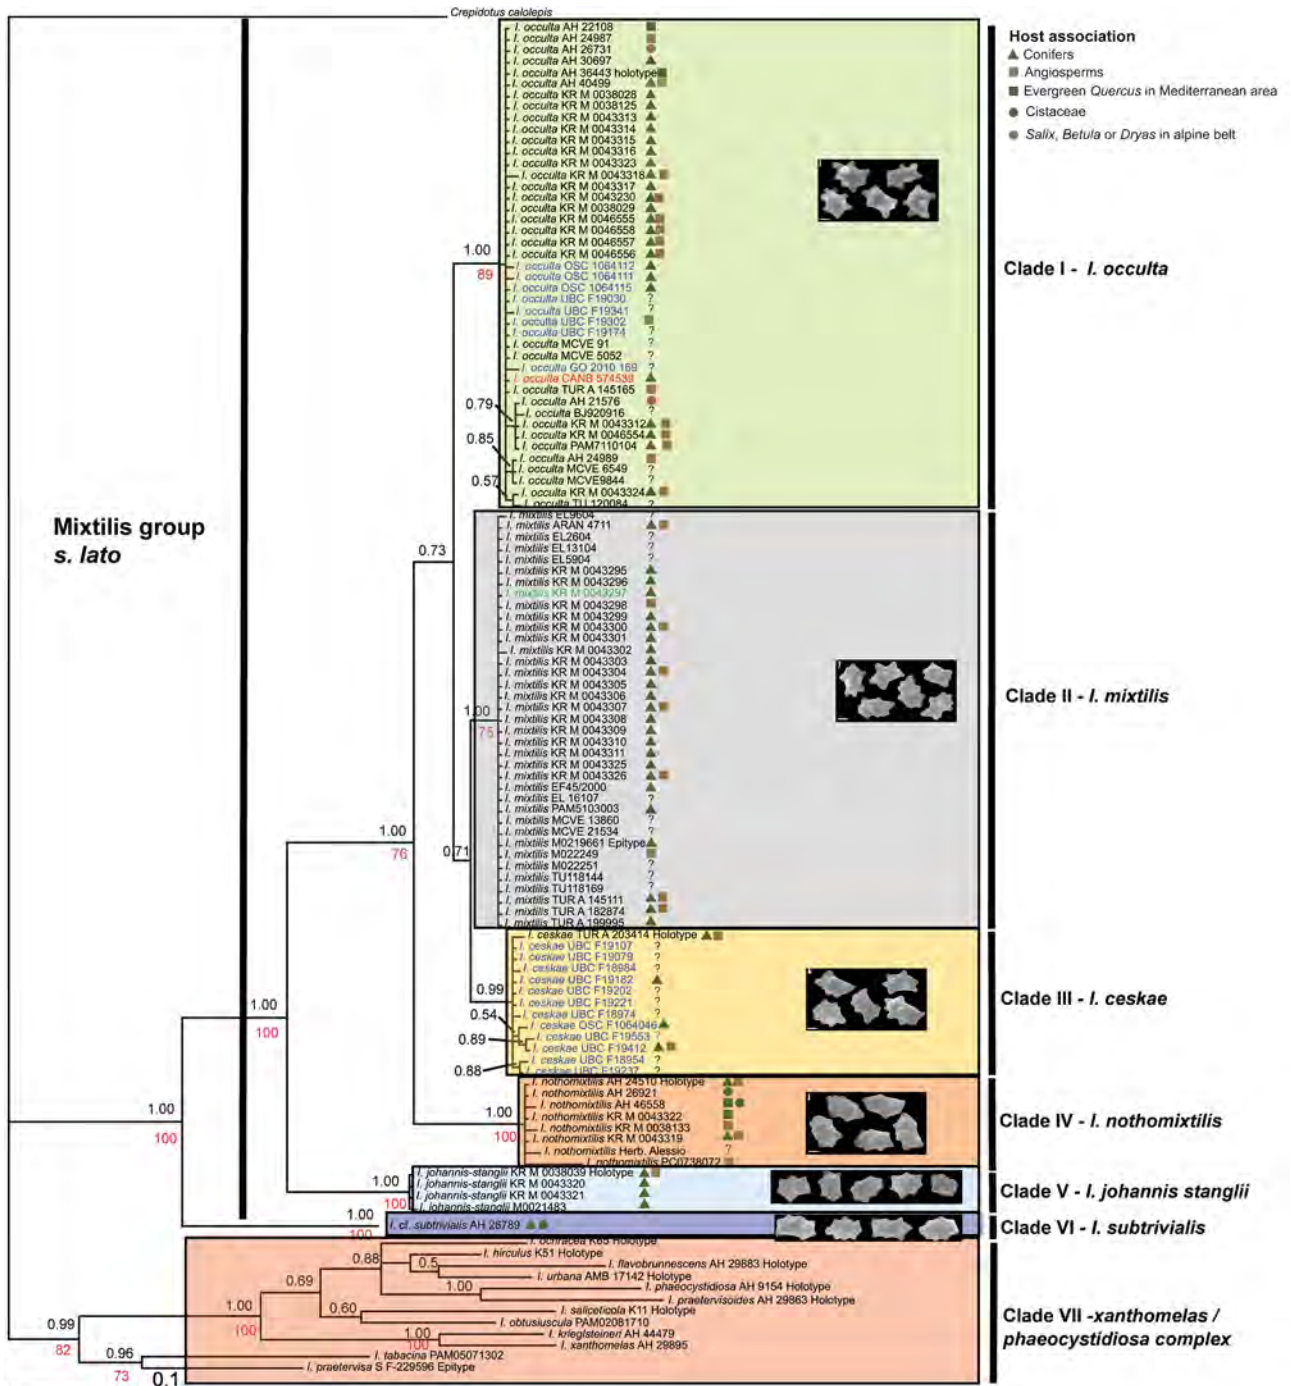 Crepidotus calolepis
I. occulta AH 22108
I. occulta AH 24987
I. occulta AH 26731
I. occulta AH 30697
I. occulta AH 36443 holotype
I. occulta AH 40499
I. occulta KR M 0038028
I. occulta KR M 0038125
I. occulta KR M 0043313
I. occulta KR M 0043314
I. occulta KR M 0043315
I. occulta KR M 0043316
I. occulta KR M 0043323
I. occulta KR M 0043318
I. occulta KR M 0043317
I. occulta KR M 0043230
I. occulta KR M 0038029
I. occulta KR M 0046555
I. occulta KR M 0046558
I. occulta KR M 0046557
I. occulta KR M 0046556
1.00
89
I. occulta OSC 1064112
I. occulta OSC 1064111
I. occulta OSC 1064115
I. occulta UBC F19030 ?
I. occulta UBC F19341 ?
I. occulta UBC F19302
I. occulta UBC F19174 ?
I. occulta MCVE 91 ?
I. occulta MCVE 5052 ?
I. occulta GO 2010 169 ?
I. occulta CANB 574539
I. occulta TUR A 145165
I. occulta AH 21576
0.79
I. occulta BJ920916 ?
I. occulta KR M 0043312
I. occulta KR M 0046554
0.85
I. occulta PAM7110104
I. occulta AH 24989
I. occulta MCVE 6549 ?
0.57
I. occulta MCVE9844 ?
I. occulta KR M 0043324
I. occulta TU 120084 ?
Host association
Conifers
Angiosperms
Evergreen Quercus in Mediterranean area
Cistaceae
Salix, Betula or Dryas in alpine belt
Clade I - I. occulta
Mixtilis group
s. lato
0.73
I. mixtilis EL9604 ?
I. mixtilis ARAN 4711
I. mixtilis EL2604 ?
I. mixtilis EL13104 ?
I. mixtilis EL5904 ?
I. mixtilis KR M 0043295
I. mixtilis KR M 0043296
I. mixtilis KR M 0043297
I. mixtilis KR M 0043298
I. mixtilis KR M 0043299
I. mixtilis KR M 0043300
I. mixtilis KR M 0043301
I. mixtilis KR M 0043302
I. mixtilis KR M 0043303
I. mixtilis KR M 0043304
I. mixtilis KR M 0043305
I. mixtilis KR M 0043306
I. mixtilis KR M 0043307
1.00
75
I. mixtilis KR M 0043308
I. mixtilis KR M 0043309
I. mixtilis KR M 0043310
I. mixtilis KR M 0043311
I. mixtilis KR M 0043325
I. mixtilis KR M 0043326
I. mixtilis EF45/2000
I. mixtilis EL 16107 ?
I. mixtilis PAM5103003
I. mixtilis MCVE 13860 ?
I. mixtilis MCVE 21534 ?
I. mixtilis M0219661 Epitype
I. mixtilis M022249
I. mixtilis M022251 ?
I. mixtilis TU118144 ?
I. mixtilis TU118169 ?
I. mixtilis TUR A 145111
I. mixtilis TUR A 182874
I. mixtilis TUR A 199995
Clade II - I. mixtilis
1.00
76
0.71
I. ceskae TUR A 203414 Holotype
I. ceskae UBC F19107 ?
I. ceskae UBC F19079 ?
I. ceskae UBC F18984 ?
I. ceskae UBC F19182
I. ceskae UBC F19202 ?
I. ceskae UBC F19221 ?
I. ceskae UBC F18974 ?
I. ceskae OSC F1064046
I. ceskae UBC F19553 ?
I. ceskae UBC F19412
I. ceskae UBC F18954 ?
I. ceskae UBC F19237 ?
0.99
0.54
0.89
0.88
Clade III - I. ceskae
1.00
100
I. nothomixtilis AH 24510 Holotype
I. nothomixtilis AH 26921
I. nothomixtilis AH 46558
I. nothomixtilis KR M 0043322
I. nothomixtilis KR M 0038133
I. nothomixtilis KR M 0043319
I. nothomixtilis Herb. Alessio ?
I. nothomixtilis PC0738072
1.00
100
Clade IV - I. nothomixtilis
1.00
100
I. johannis-stanglii KR M 0038039 Holotype
I. johannis-stanglii KR M 0043320
I. johannis-stanglii KR M 0043321
I. johannis-stanglii M0021483
1.00
100
Clade V - I. johannis stanglii
1.00
100
I. cf. subtrivialis AH 26789
Clade VI - I. subtrivialis
I. ochracea K65 Holotype
I. hirculus K51 Holotype
I. flavobrunnescens AH 29883 Holotype
I. urbana AMB 17142 Holotype
I. phaeocystidiosa AH 9154 Holotype
I. praetervisoides AH 29863 Holotype
I. saliceticola K11 Holotype
I. obtusiuscula PAM02081710
I. krieglsteineri AH 44479
I. xanthomelas AH 29895
I. tabacina PAM05071302
I. praetervisa S F-229596 Epitype
0.88
0.5
0.69
1.00
0.60
1.00
100
1.00
100
0.99
82
0.96
73
0.1
Clade VII -xanthomelas /
phaeocystidiosa complex